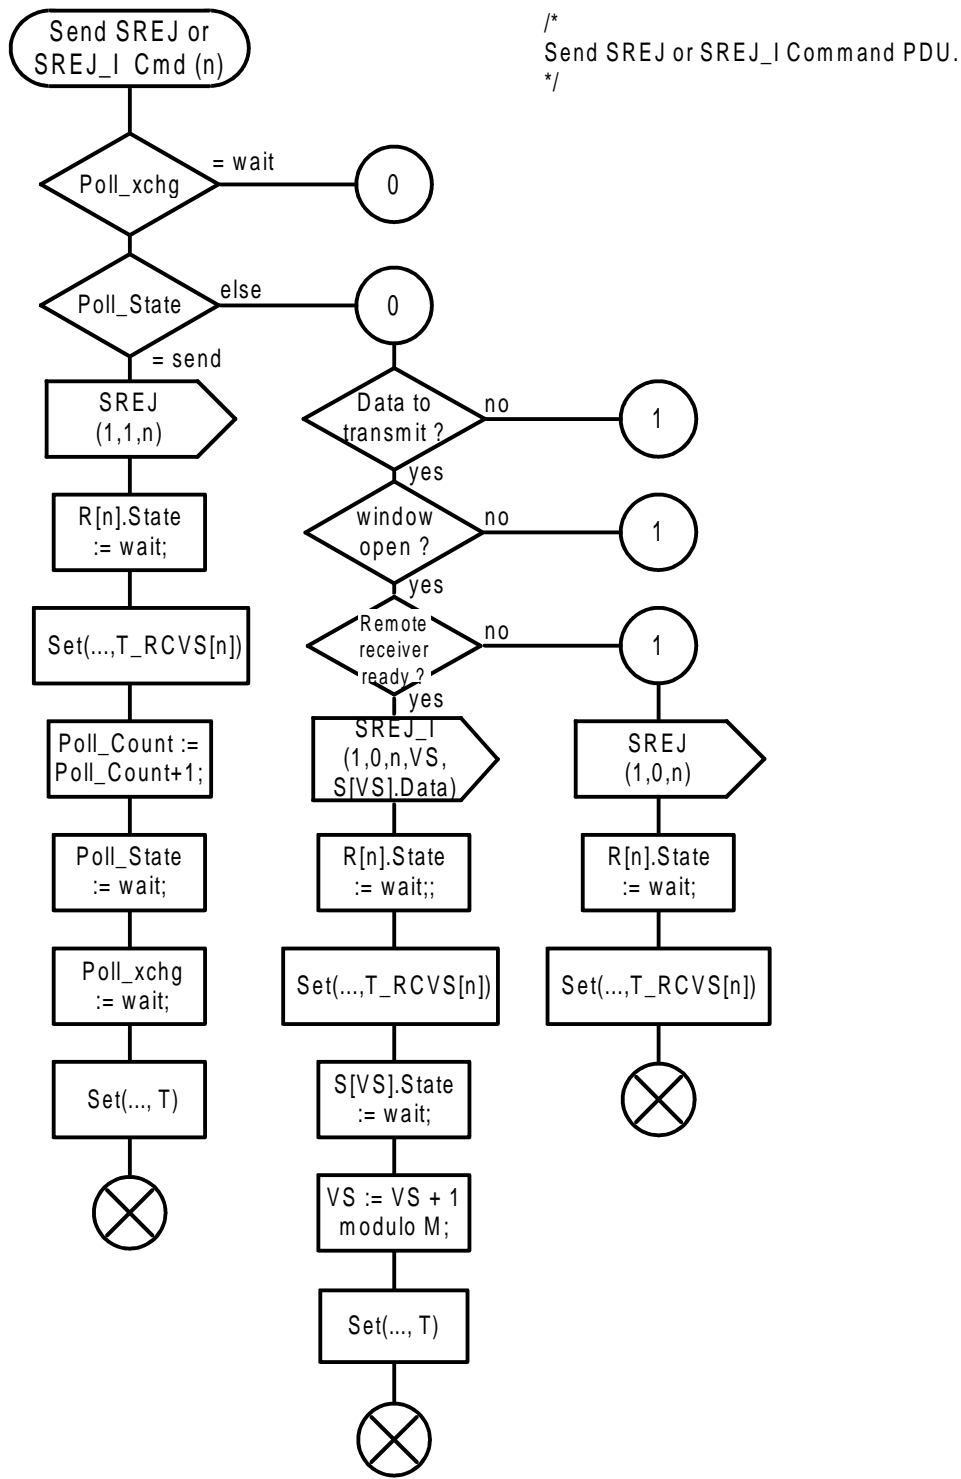 Send SREJ or
SREJ_I Cmd (n)
/*
Send SREJ or SREJ_I Command PDU.
*/
Poll_xchg
= wait
0
Poll_State
else
0
= send
SREJ
(1,1,n)
R[n].State
:= wait;
Set(...,T_RCVS[n])
Poll_Count :=
Poll_Count+1;
Poll_State
:= wait;
Poll_xchg
:= wait;
Set(..., T)
Data to
transmit ?
no
1
yes
window
open ?
no
1
yes
Remote
receiver
ready ?
no
1
yes
SREJ_I
(1,0,n,VS,
S[VS].Data)
R[n].State
:= wait;;
Set(...,T_RCVS[n])
S[VS].State
:= wait;
VS := VS + 1
modulo M;
Set(..., T)
SREJ
(1,0,n)
R[n].State
:= wait;
Set(...,T_RCVS[n])